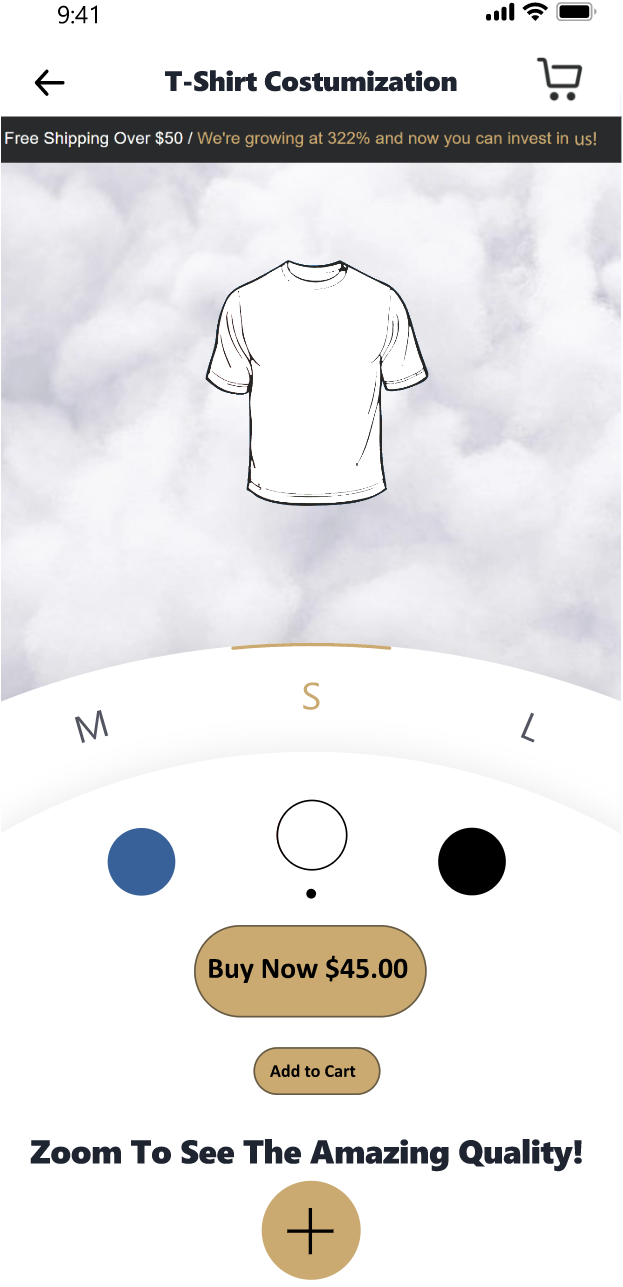 9:41
T-Shirt Costumization
Free Shipping Over $50 / We're growing at 322% and now you can invest in us!
M
S
L
Buy Now $45.00
Add to Cart
Zoom To See The Amazing Quality!